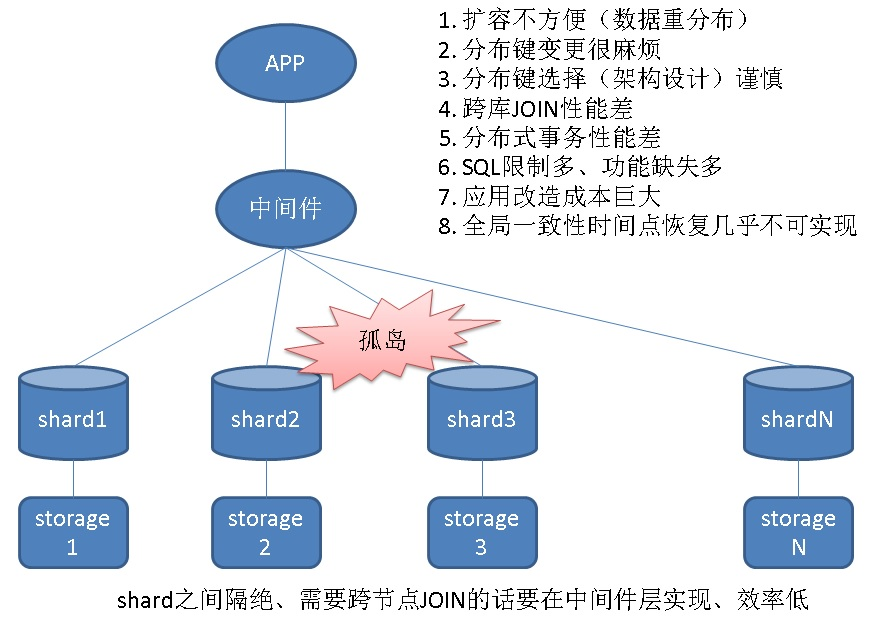 APP
1. 扩容不方便（数据重分布）
2. 分布键变更很麻烦
3. 分布键选择（架构设计）谨慎
4. 跨库JOIN性能差
5. 分布式事务性能差
6. SQL限制多、功能缺失多
7. 应用改造成本巨大
8. 全局一致性时间点恢复几乎不可实现
中间件
孤岛
shard1
shard2
shard3
shardN
storage
1
storage
2
storage
3
storage
N
shard之间隔绝、需要跨节点JOIN的话要在中间件层实现、效率低